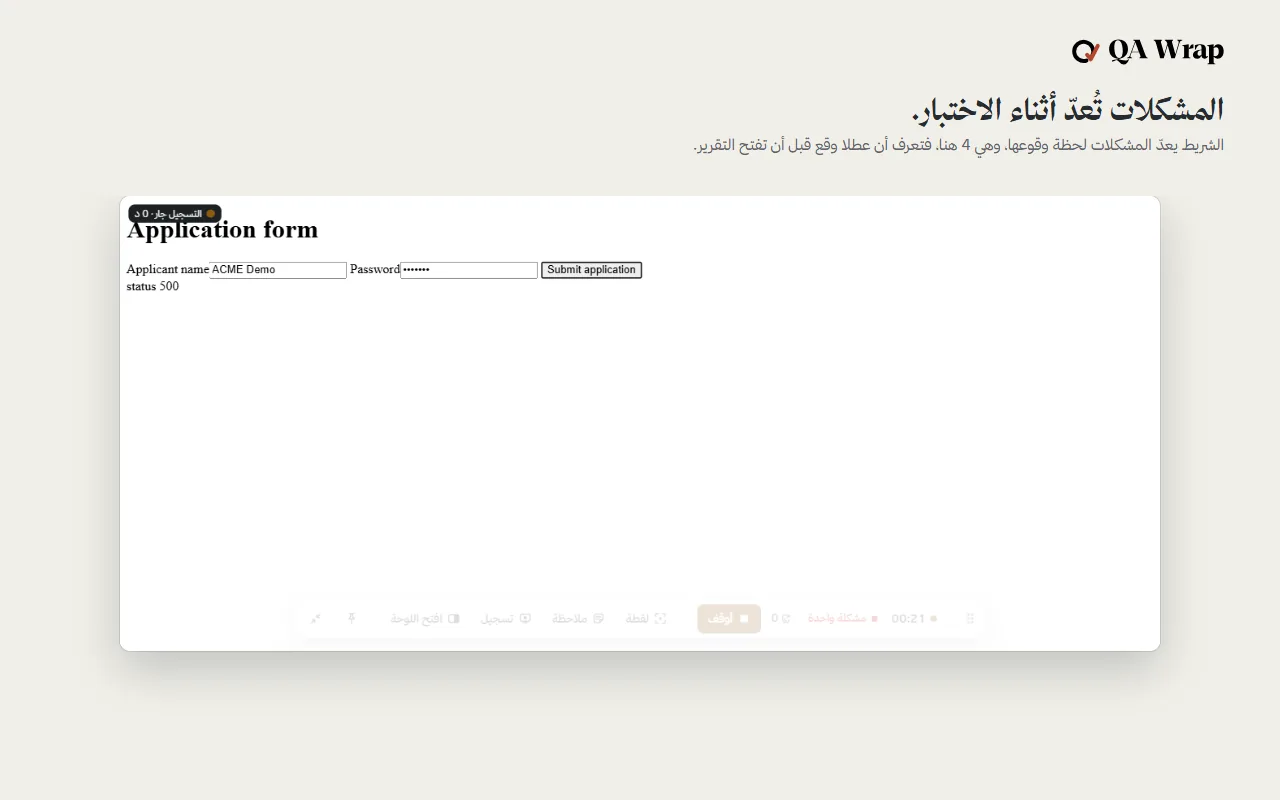 QA Wrap
المشكلات تُعدّ أثناء الاختبار.
الشريط يعدّ المشكلات لحظة وقوعها، وهي 4 هنا، فتعرف أن عطلا وقع قبل أن تفتح التقرير.
التسجيل جار · 0 د
Application form
Applicant name ACME Demo Password ••••••• Submit application
status 500
00:21 مشكلة واحدة 0 أوقف لقطة ملاحظة تسجيل افتح اللوحة